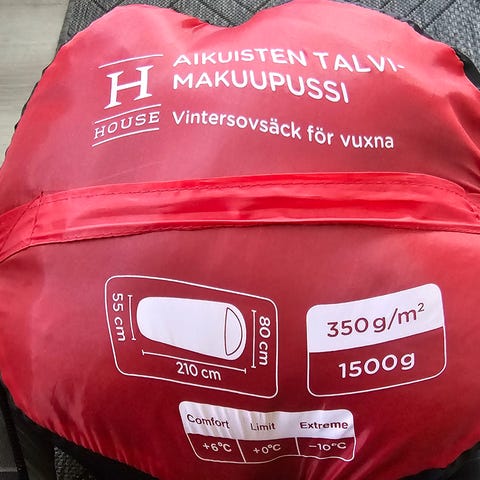 H
HOUSE
AIKUISTEN TALVI-
MAKUUPUSSI
Vintersovsäck för vuxna
55 cm
80 cm
210 cm
350 g/m²
1500 g
Comfort Limit Extreme
+6°C +0°C -10°C